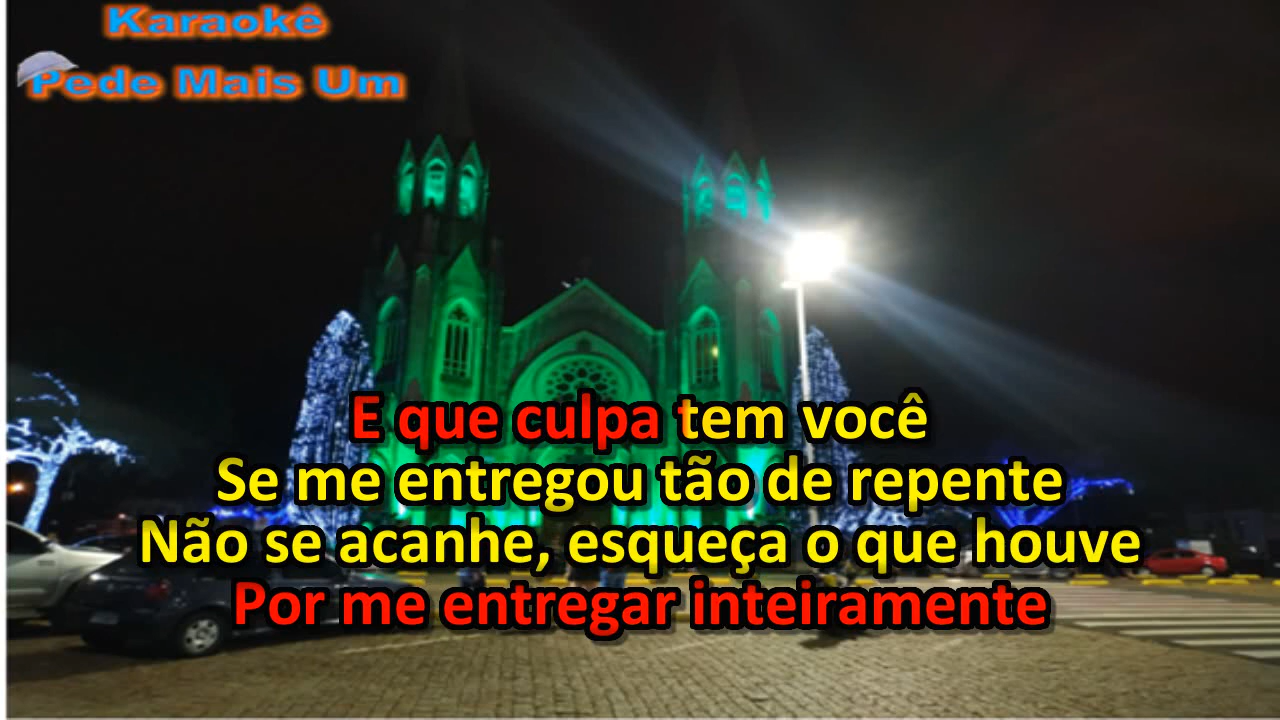 Karaokê
Pede Mais Um
E que culpa tem você
Se me entregou tão de repente
Não se acanhe, esqueça o que houve
Por me entregar inteiramente